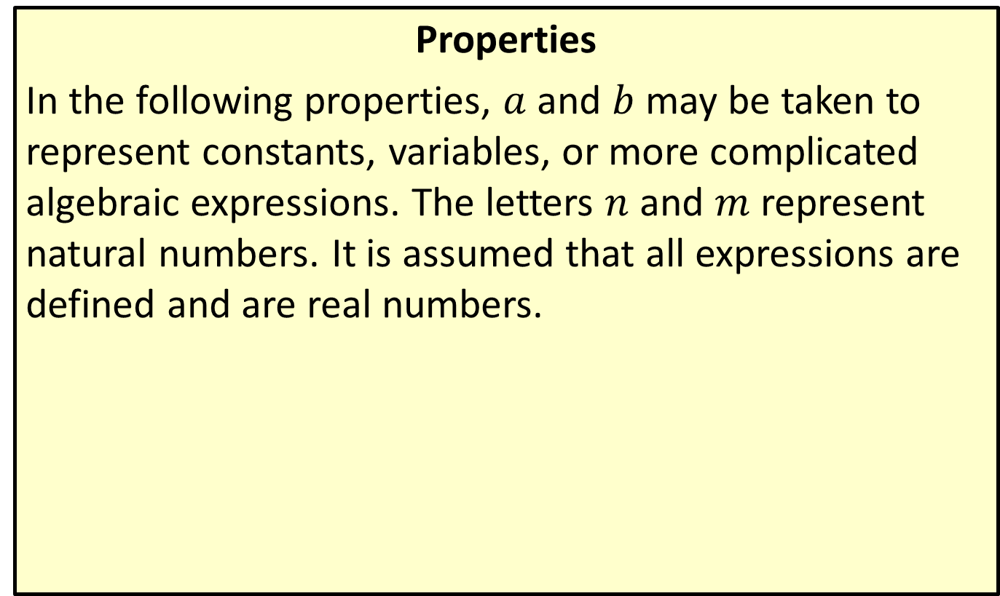 Properties
In the following properties, a and b may be taken to
represent constants, variables, or more complicated
algebraic expressions. The letters n and m represent
natural numbers. It is assumed that all expressions are
defined and are real numbers.